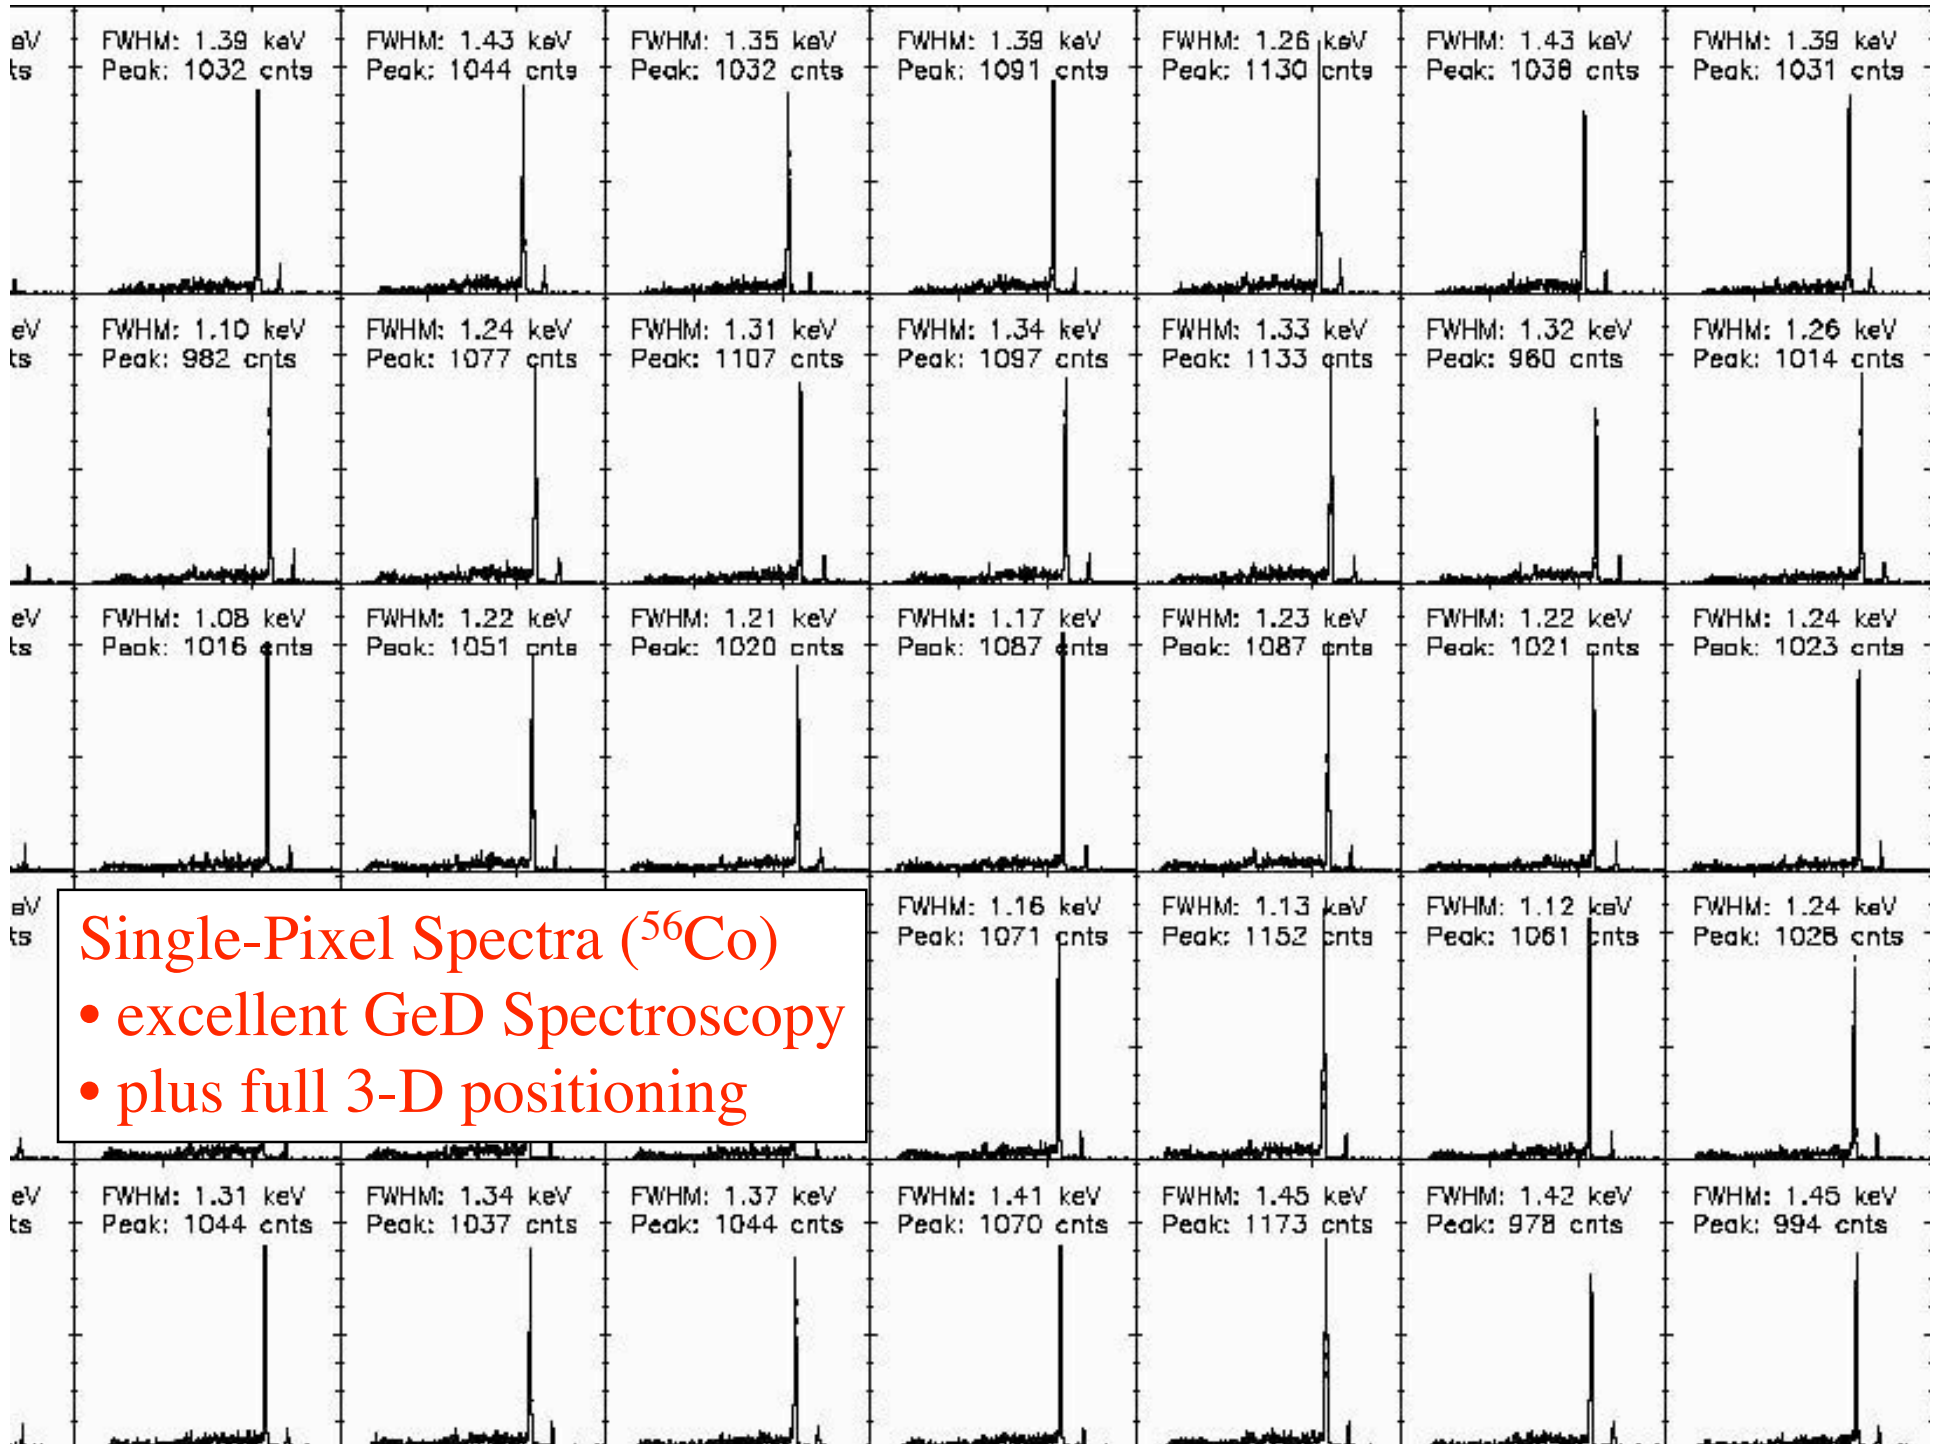 eV FWHM: 1.39 keV FWHM: 1.43 keV FWHM: 1.35 keV FWHM: 1.39 keV FWHM: 1.26 keV FWHM: 1.43 keV FWHM: 1.39 keV
ts Peak: 1032 cnts Peak: 1044 cnts Peak: 1032 cnts Peak: 1091 cnts Peak: 1130 cnts Peak: 1038 cnts Peak: 1031 cnts
eV FWHM: 1.10 keV FWHM: 1.24 keV FWHM: 1.31 keV FWHM: 1.34 keV FWHM: 1.33 keV FWHM: 1.32 keV FWHM: 1.26 keV
ts Peak: 982 cnts Peak: 1077 cnts Peak: 1107 cnts Peak: 1097 cnts Peak: 1133 cnts Peak: 960 cnts Peak: 1014 cnts
eV FWHM: 1.08 keV FWHM: 1.22 keV FWHM: 1.21 keV FWHM: 1.17 keV FWHM: 1.23 keV FWHM: 1.22 keV FWHM: 1.24 keV
ts Peak: 1016 cnts Peak: 1051 cnts Peak: 1020 cnts Peak: 1087 cnts Peak: 1087 cnts Peak: 1021 cnts Peak: 1023 cnts
eV FWHM: 1.16 keV FWHM: 1.13 keV FWHM: 1.12 keV FWHM: 1.24 keV
ts Peak: 1071 cnts Peak: 1152 cnts Peak: 1061 cnts Peak: 1028 cnts
Single-Pixel Spectra (⁵⁶Co)
• excellent GeD Spectroscopy
• plus full 3-D positioning
eV FWHM: 1.31 keV FWHM: 1.34 keV FWHM: 1.37 keV FWHM: 1.41 keV FWHM: 1.45 keV FWHM: 1.42 keV FWHM: 1.45 keV
ts Peak: 1044 cnts Peak: 1037 cnts Peak: 1044 cnts Peak: 1070 cnts Peak: 1173 cnts Peak: 978 cnts Peak: 994 cnts